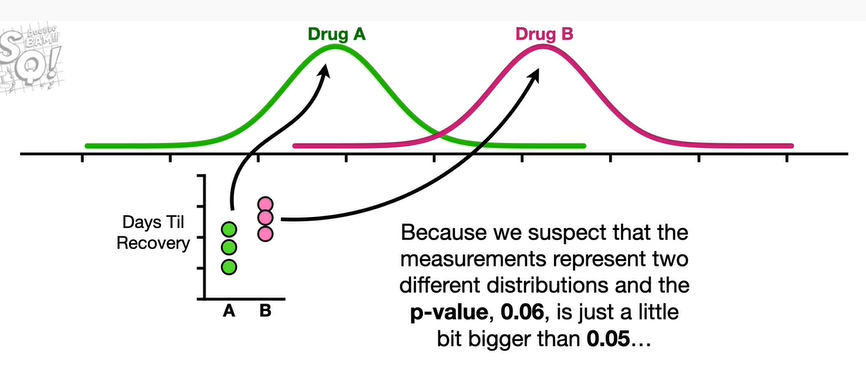 Drug A
Drug B
Days Til
Recovery
A
B
Because we suspect that the
measurements represent two
different distributions and the
p-value, 0.06, is just a little
bit bigger than 0.05...